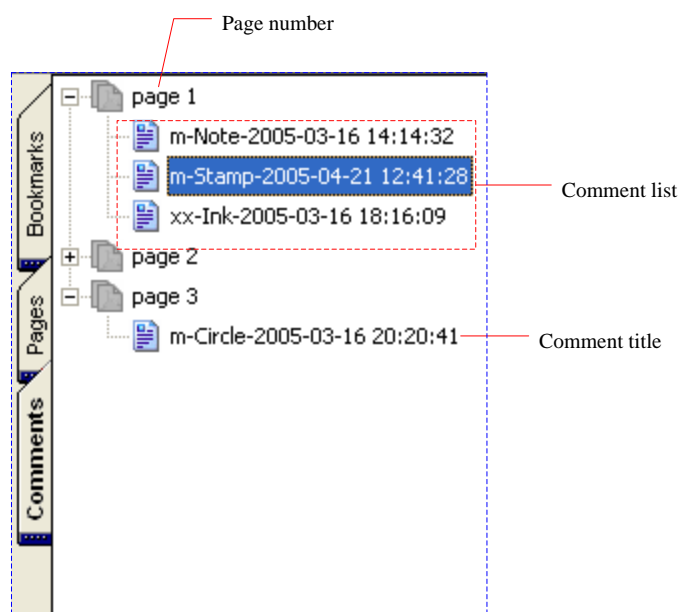 Page number
page 1
m-Note-2005-03-16 14:14:32
m-Stamp-2005-04-21 12:41:28
Comment list
xx-Ink-2005-03-16 18:16:09
page 2
page 3
m-Circle-2005-03-16 20:20:41
Comment title
Bookmarks
Pages
Comments